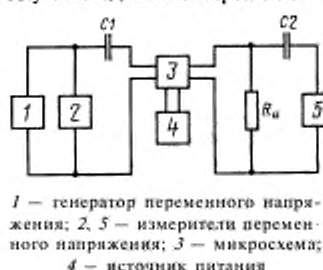 C1
C2
1
2
3
4
Rн
5
1 — генератор переменного напря-
жения; 2, 5 — измерители перемен-
ного напряжения; 3 — микросхема;
4 — источник питания